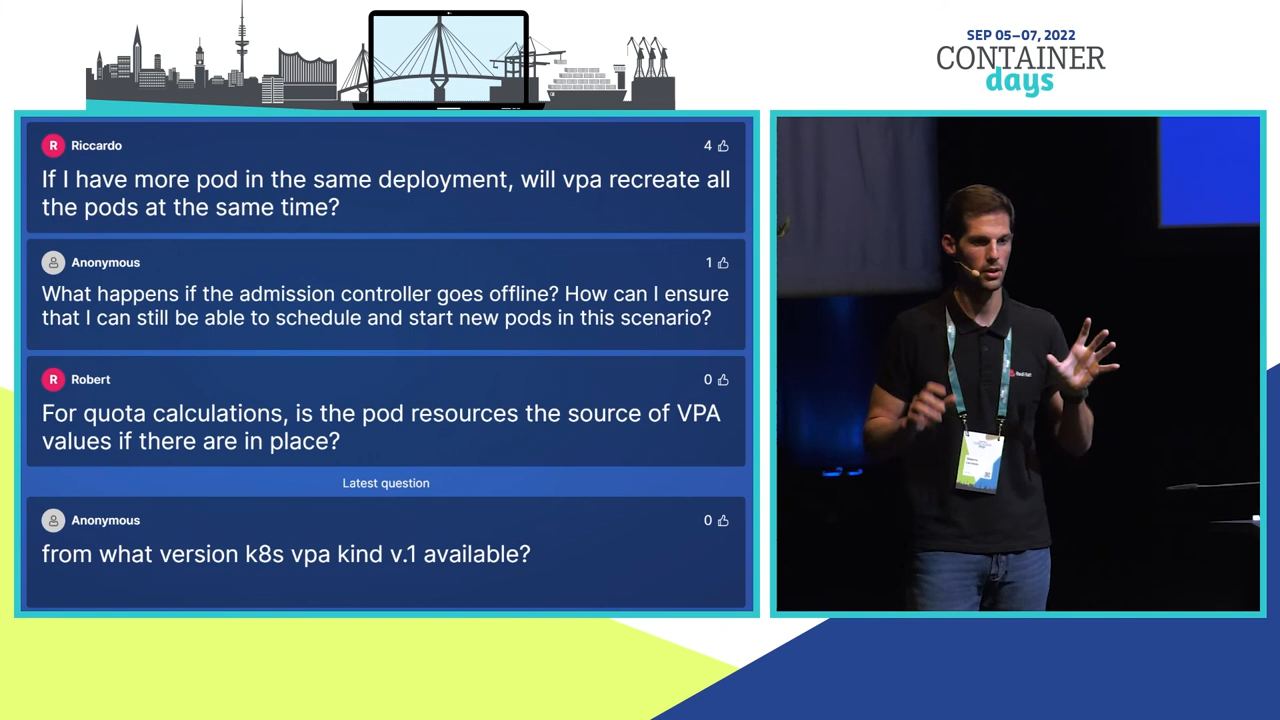 SEP 05–07, 2022
CONTAINER
days
R Riccardo 4
If I have more pod in the same deployment, will vpa recreate all
the pods at the same time?
Anonymous 1
What happens if the admission controller goes offline? How can I ensure
that I can still be able to schedule and start new pods in this scenario?
R Robert 0
For quota calculations, is the pod resources the source of VPA
values if there are in place?
Latest question
Anonymous 0
from what version k8s vpa kind v.1 available?
Red Hat